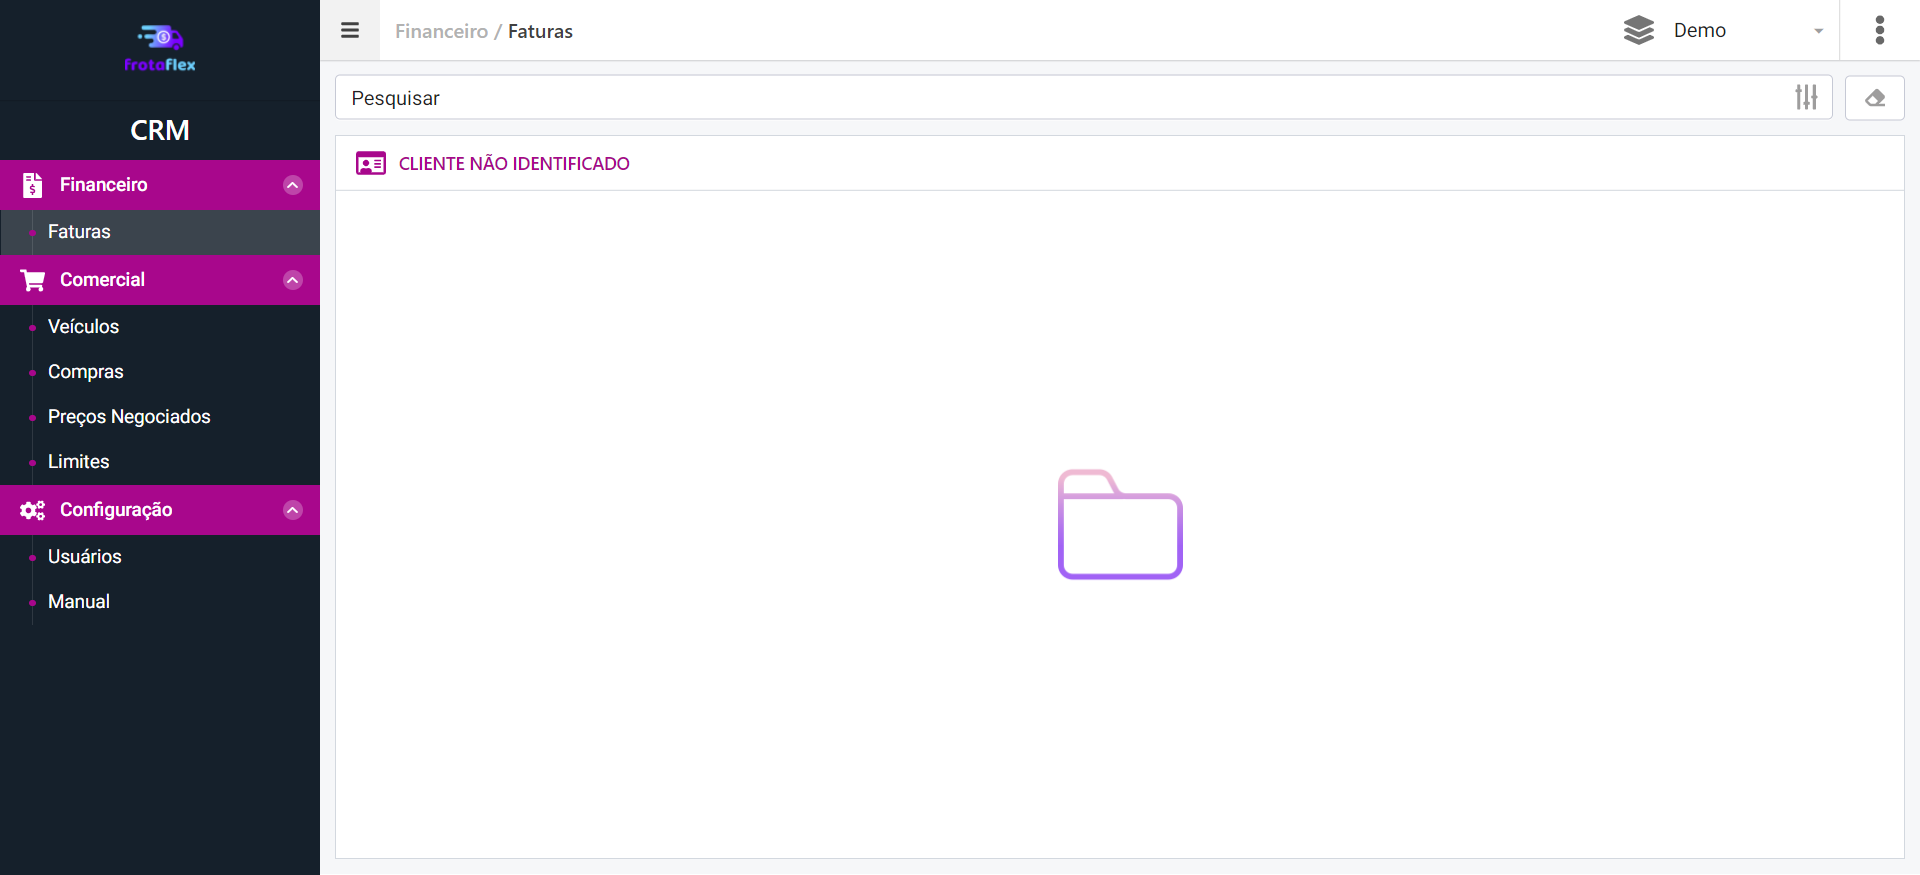 FrotaFlex
CRM
Financeiro
Faturas
Comercial
Veículos
Compras
Preços Negociados
Limites
Configuração
Usuários
Manual
Financeiro / Faturas
Demo
Pesquisar
CLIENTE NÃO IDENTIFICADO